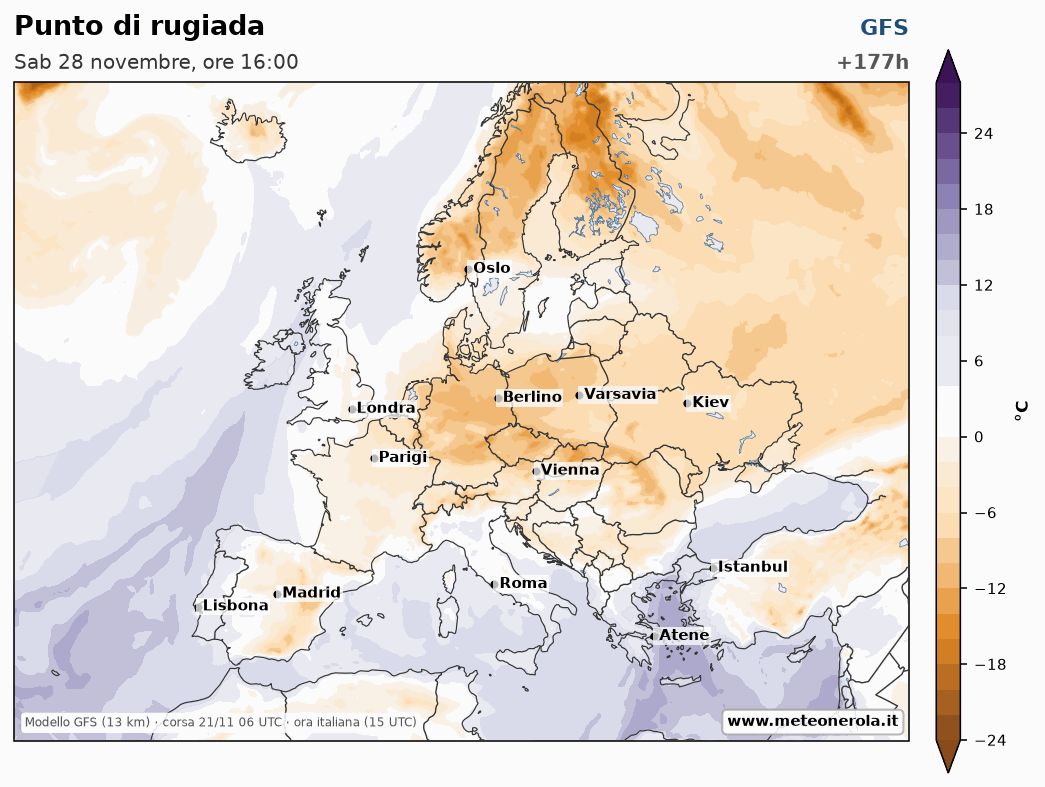 Punto di rugiada
GFS
Sab 28 novembre, ore 16:00
+177h
24
18
12
6
0
−6
−12
−18
−24
°C
Oslo
Berlino
Varsavia
Kiev
Londra
Parigi
Vienna
Istanbul
Roma
Madrid
Lisbona
Atene
Modello GFS (13 km) · corsa 21/11 06 UTC · ora italiana (15 UTC)
www.meteonerola.it